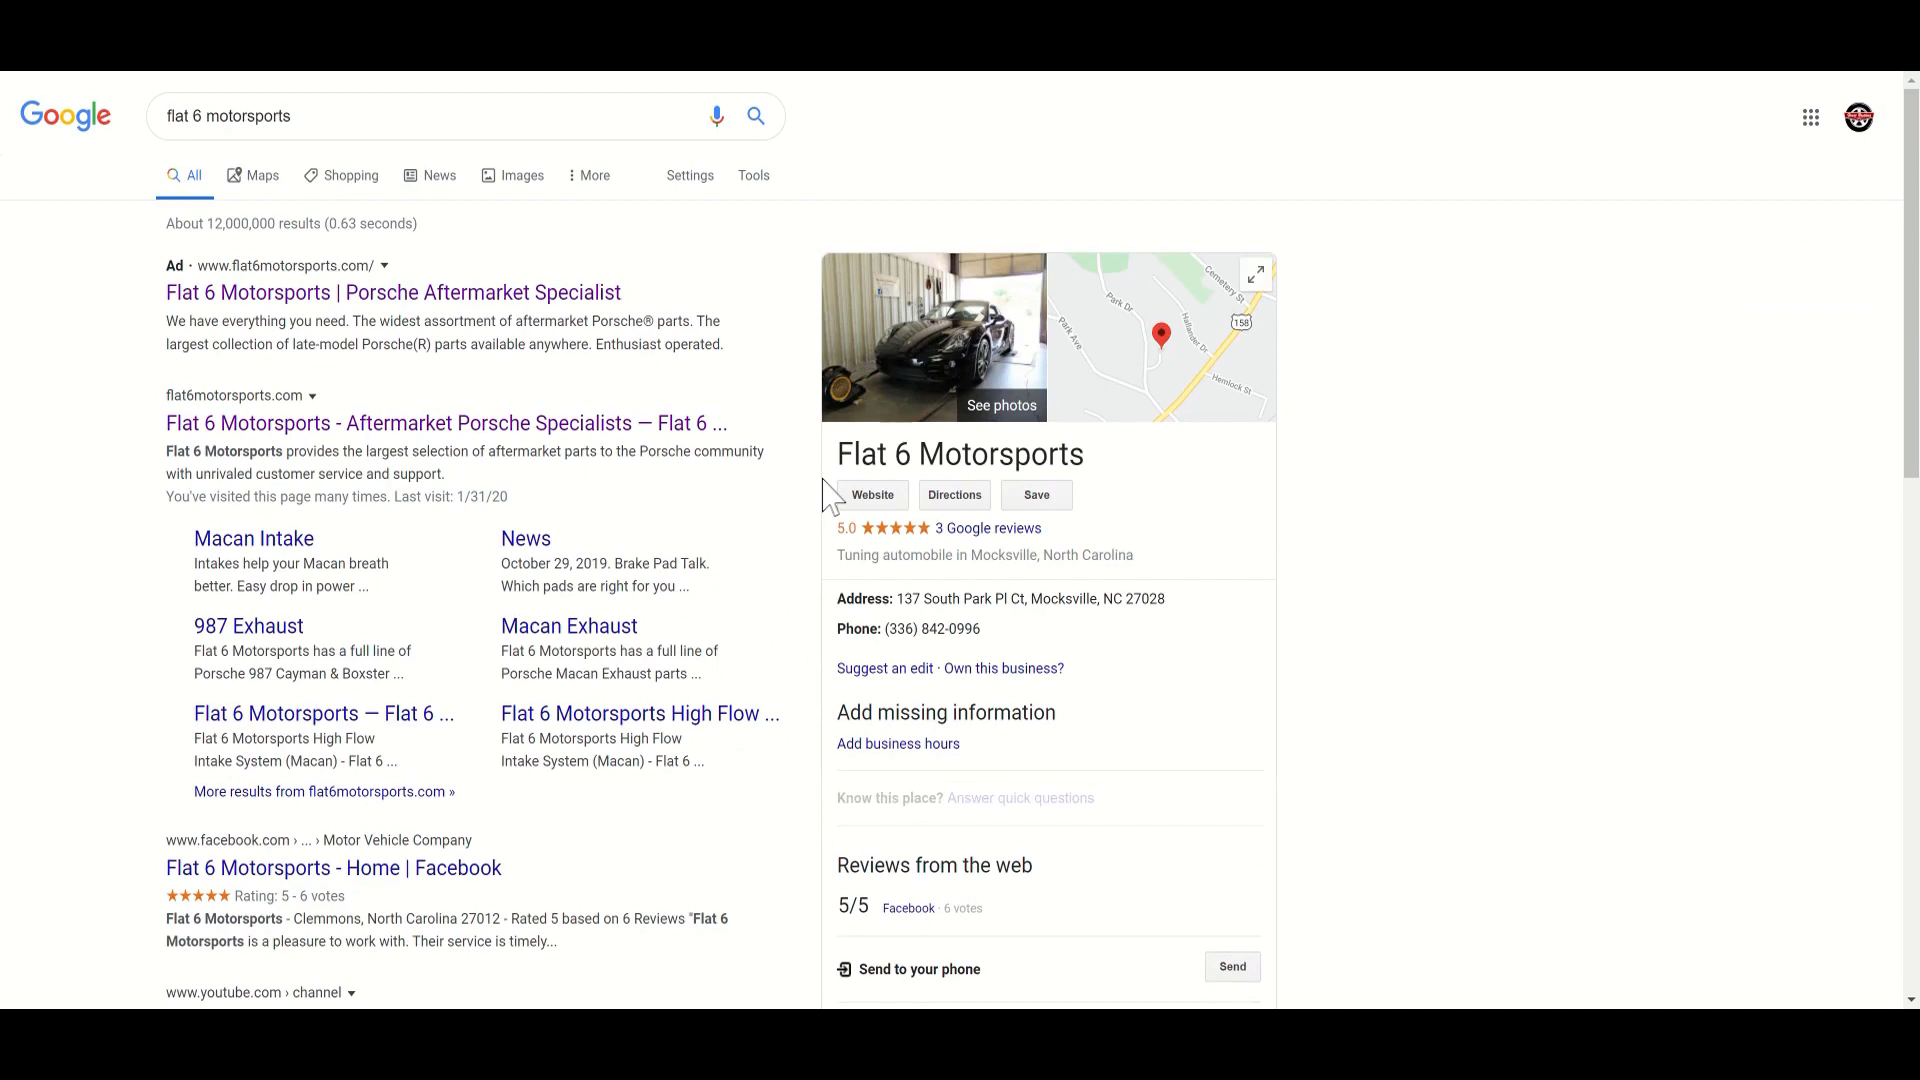 Google
flat 6 motorsports
All
Maps
Shopping
News
Images
More
Settings
Tools
About 12,000,000 results (0.63 seconds)
Ad · www.flat6motorsports.com/
Flat 6 Motorsports | Porsche Aftermarket Specialist
We have everything you need. The widest assortment of aftermarket Porsche® parts. The
largest collection of late-model Porsche(R) parts available anywhere. Enthusiast operated.
flat6motorsports.com
Flat 6 Motorsports - Aftermarket Porsche Specialists — Flat 6 ...
Flat 6 Motorsports provides the largest selection of aftermarket parts to the Porsche community
with unrivaled customer service and support.
You've visited this page many times. Last visit: 1/31/20
Macan Intake
Intakes help your Macan breath
better. Easy drop in power ...
News
October 29, 2019. Brake Pad Talk.
Which pads are right for you ...
987 Exhaust
Flat 6 Motorsports has a full line of
Porsche 987 Cayman & Boxster ...
Macan Exhaust
Flat 6 Motorsports has a full line of
Porsche Macan Exhaust parts ...
Flat 6 Motorsports — Flat 6 ...
Flat 6 Motorsports High Flow
Intake System (Macan) - Flat 6 ...
Flat 6 Motorsports High Flow ...
Flat 6 Motorsports High Flow
Intake System (Macan) - Flat 6 ...
More results from flat6motorsports.com »
www.facebook.com › ... › Motor Vehicle Company
Flat 6 Motorsports - Home | Facebook
Rating: 5 - 6 votes
Flat 6 Motorsports - Clemmons, North Carolina 27012 - Rated 5 based on 6 Reviews "Flat 6
Motorsports is a pleasure to work with. Their service is timely...
www.youtube.com › channel
See photos
Cemetery St
Park Dr
Park Ave
Hallander Dr
158
Hemlock St
Flat 6 Motorsports
Website
Directions
Save
5.0 ★★★★★ 3 Google reviews
Tuning automobile in Mocksville, North Carolina
Address: 137 South Park Pl Ct, Mocksville, NC 27028
Phone: (336) 842-0996
Suggest an edit · Own this business?
Add missing information
Add business hours
Know this place? Answer quick questions
Reviews from the web
5/5 Facebook · 6 votes
Send to your phone
Send